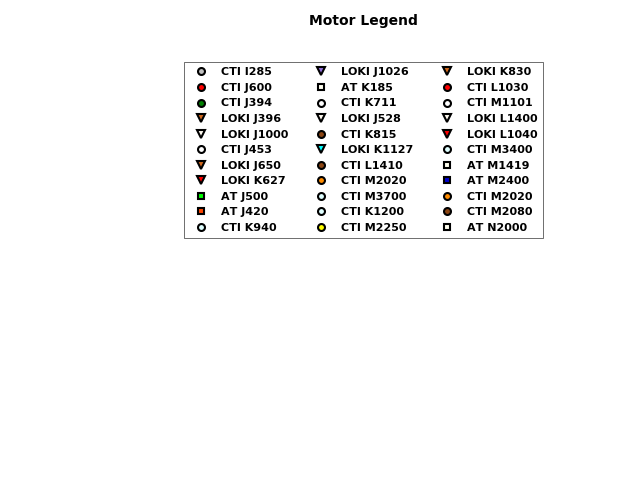 Motor Legend
CTI I285
CTI J600
CTI J394
LOKI J396
LOKI J1000
CTI J453
LOKI J650
LOKI K627
AT J500
AT J420
CTI K940
LOKI J1026
AT K185
CTI K711
LOKI J528
CTI K815
LOKI K1127
CTI L1410
CTI M2020
CTI M3700
CTI K1200
CTI M2250
LOKI K830
CTI L1030
CTI M1101
LOKI L1400
LOKI L1040
CTI M3400
AT M1419
AT M2400
CTI M2020
CTI M2080
AT N2000